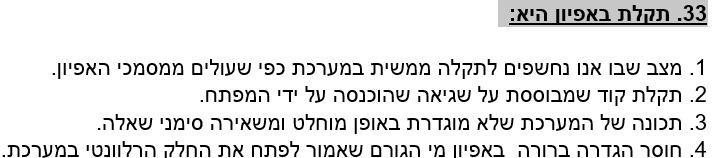 33. תקלת באפיון היא:
1. מצב שבו אנו נחשפים לתקלה ממשית במערכת כפי שעולים ממסמכי האפיון.
2. תקלת קוד שמבוססת על שגיאה שהוכנסה על ידי המפתח.
3. תכונה של המערכת שלא מוגדרת באופן מוחלט ומשאירה סימני שאלה.
4. חוסר הגדרה ברורה באפיון מי הגורם שאמור לפתח את החלק הרלוונטי במערכת.